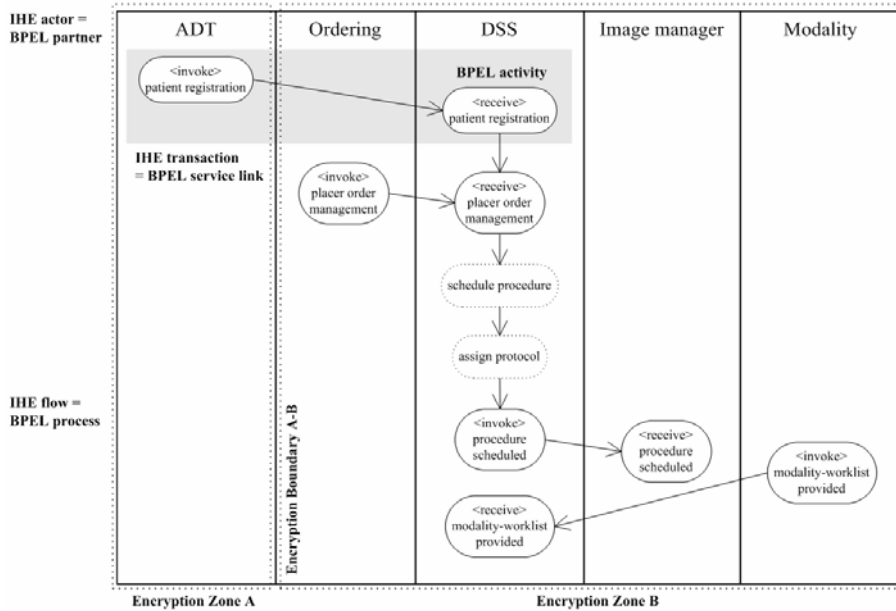 IHE actor =
BPEL partner
ADT
Ordering
DSS
Image manager
Modality
<invoke>
patient registration
BPEL activity
<receive>
patient registration
IHE transaction
= BPEL service link
<invoke>
placer order
management
<receive>
placer order
management
schedule procedure
assign protocol
IHE flow =
BPEL process
Encryption Boundary A-B
<invoke>
procedure
scheduled
<receive>
procedure
scheduled
<invoke>
modality-worklist
provided
<receive>
modality-worklist
provided
Encryption Zone A
Encryption Zone B